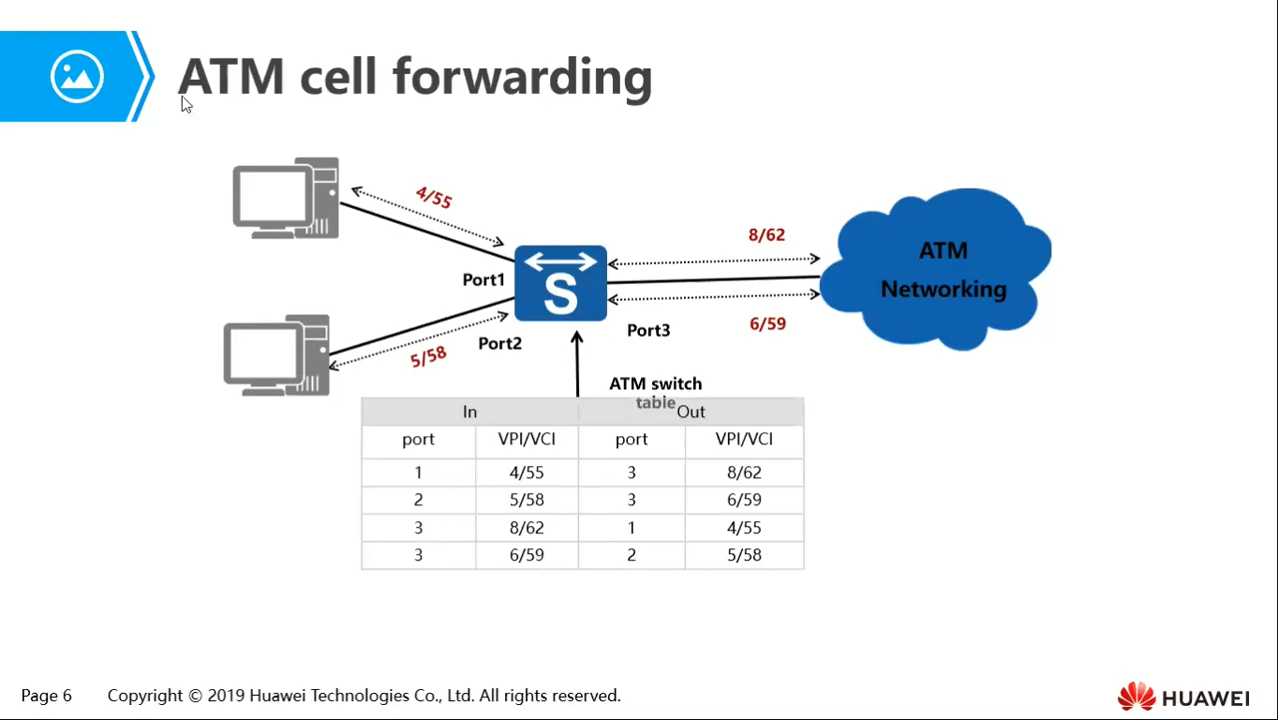 ATM cell forwarding
4/55
8/62
ATM
Networking
Port1
S
Port2
5/58
Port3
6/59
ATM switch
table
In Out
port VPI/VCI port VPI/VCI
1 4/55 3 8/62
2 5/58 3 6/59
3 8/62 1 4/55
3 6/59 2 5/58
Page 6 Copyright © 2019 Huawei Technologies Co., Ltd. All rights reserved.
HUAWEI